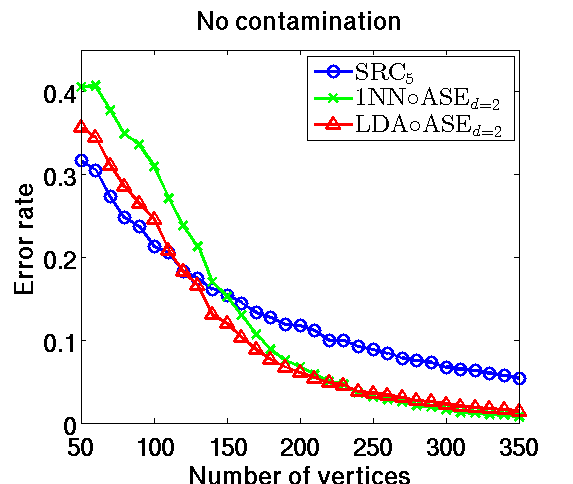 No contamination
SRC₅
1NN∘ASE_{d=2}
LDA∘ASE_{d=2}
Error rate
0.4
0.3
0.2
0.1
0
50 100 150 200 250 300 350
Number of vertices